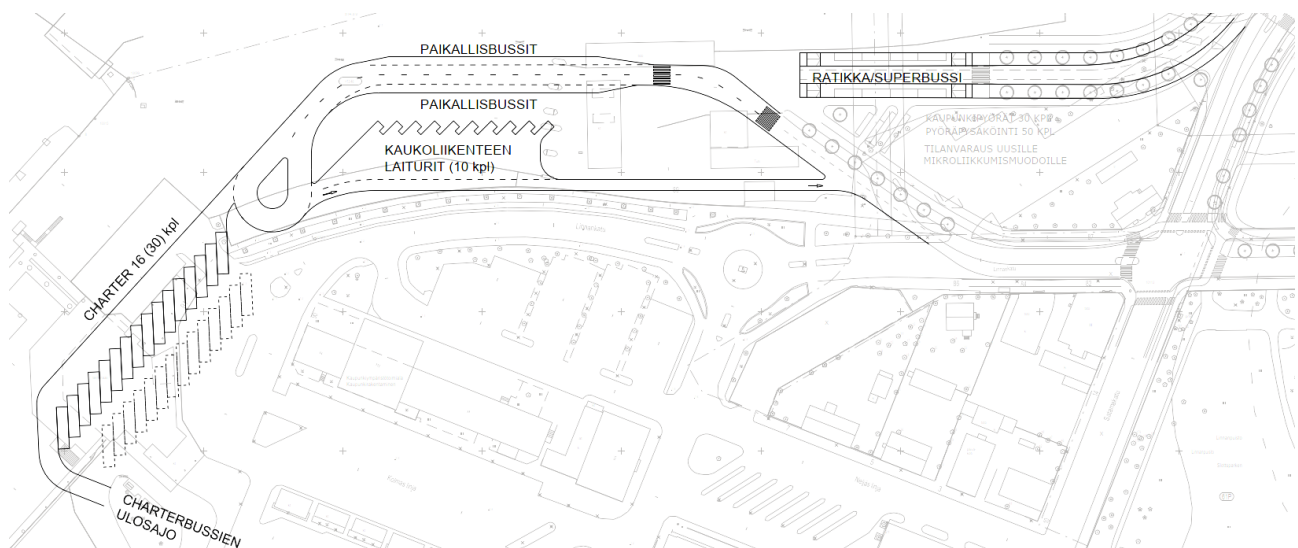 PAIKALLISBUSSIT
RATIKKA/SUPERBUSSI
PAIKALLISBUSSIT
KAUPUNKIPYÖRÄT 30 KPL
PYÖRÄPYSÄKÖINTI 50 KPL
TILANVARAUS UUSILLE
MIKROLIIKKUMISMUODOILLE
KAUKOLIIKENTEEN
LAITURIT (10 kpl)
CHARTER 16 (30) kpl
CHARTERBUSSIEN
ULOSAJO